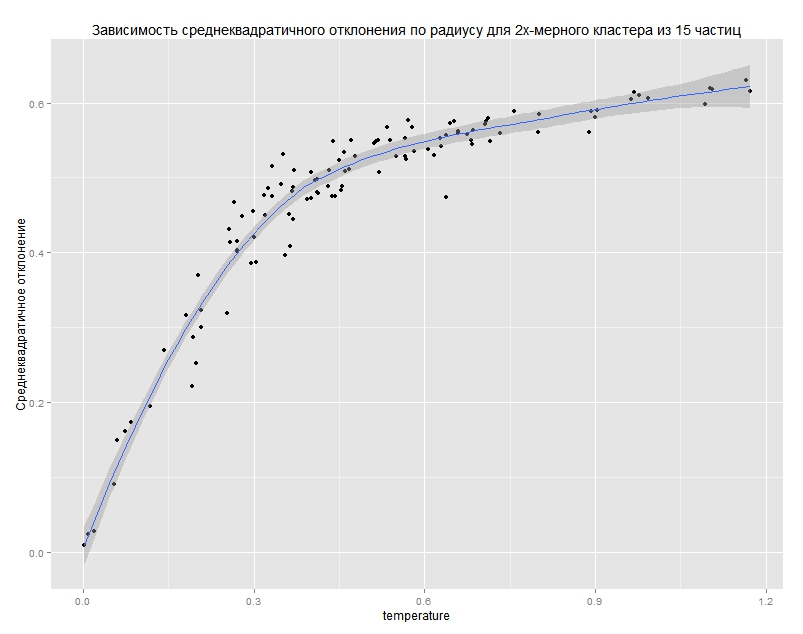 Зависимость среднеквадратичного отклонения по радиусу для 2х-мерного кластера из 15 частиц
Среднеквадратичное отклонение
0.6
0.4
0.2
0.0
0.0 0.3 0.6 0.9 1.2
temperature